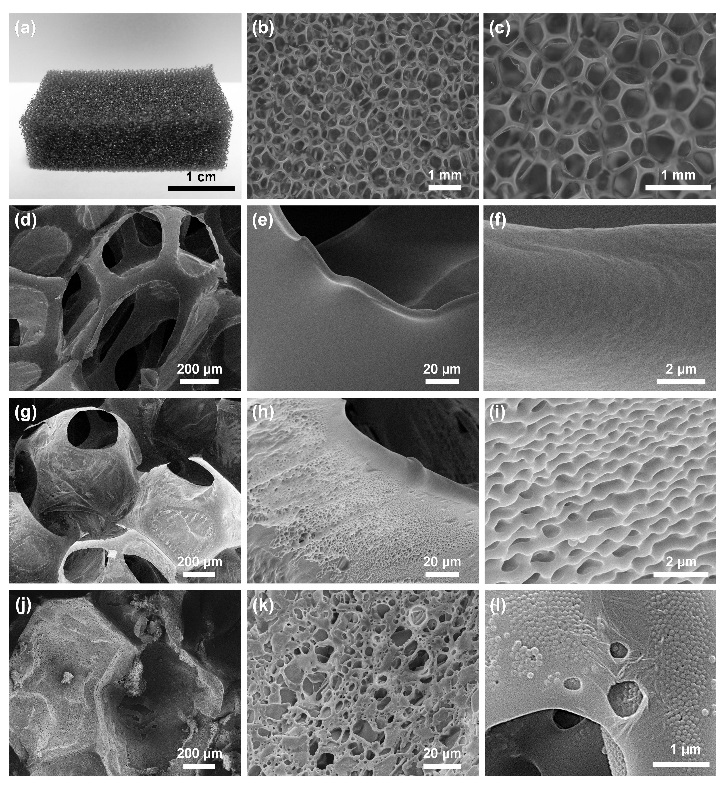 (a)
1 cm
(b)
1 mm
(c)
1 mm
(d)
200 µm
(e)
20 µm
(f)
2 µm
(g)
200 µm
(h)
20 µm
(i)
2 µm
(j)
200 µm
(k)
20 µm
(l)
1 µm